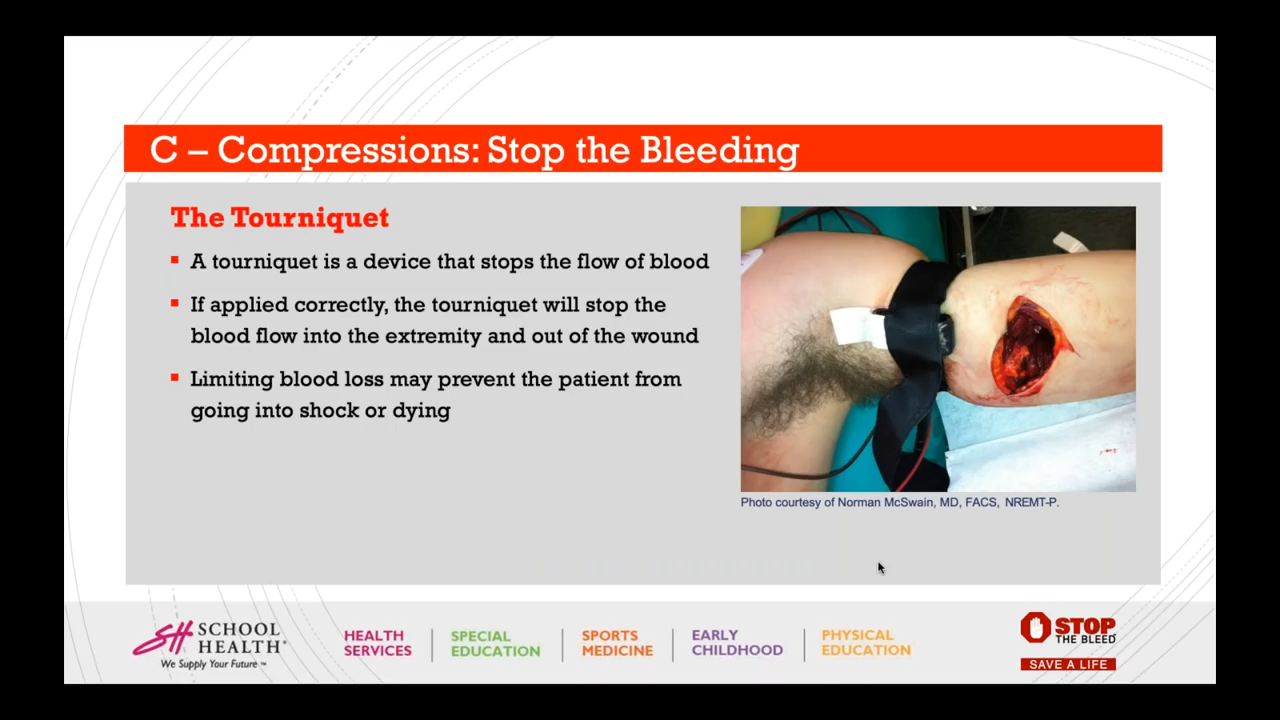 C – Compressions: Stop the Bleeding
The Tourniquet
▪ A tourniquet is a device that stops the flow of blood
▪ If applied correctly, the tourniquet will stop the
blood flow into the extremity and out of the wound
▪ Limiting blood loss may prevent the patient from
going into shock or dying
Photo courtesy of Norman McSwain, MD, FACS, NREMT-P.
SH SCHOOL
HEALTH®
We Supply Your Future ™
HEALTH
SERVICES
SPECIAL
EDUCATION
SPORTS
MEDICINE
EARLY
CHILDHOOD
PHYSICAL
EDUCATION
STOP
THE BLEED
SAVE A LIFE